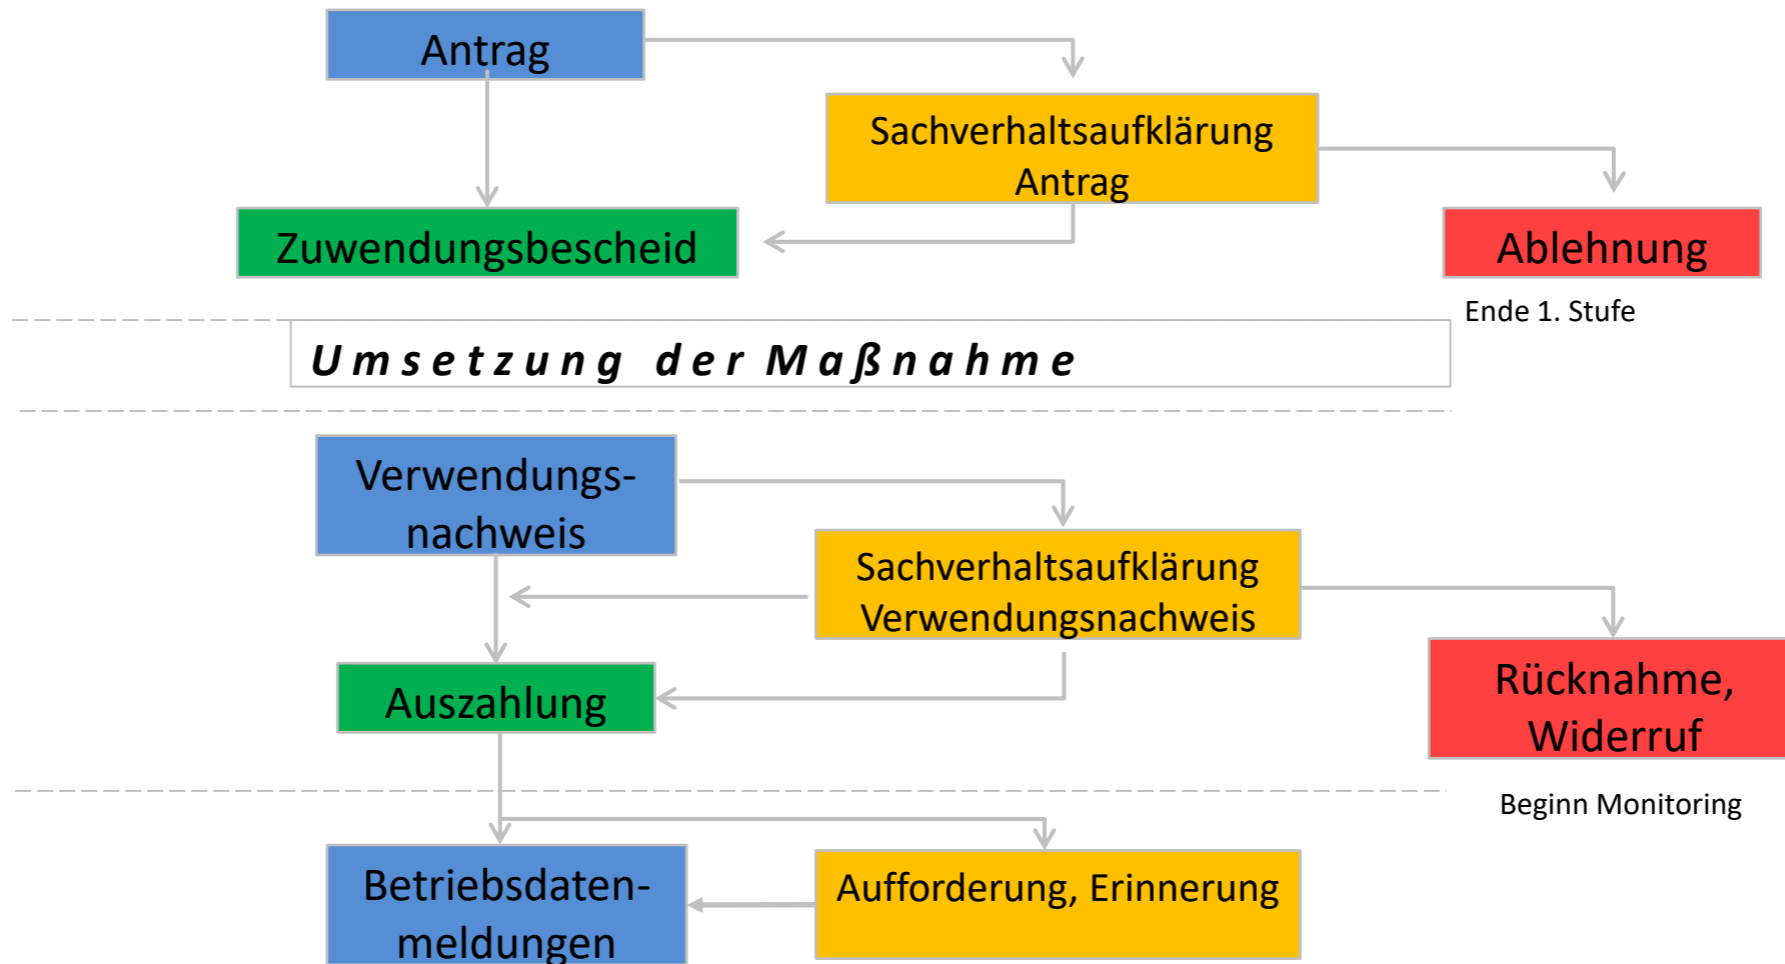 Antrag
Sachverhaltsaufklärung
Antrag
Zuwendungsbescheid
Ablehnung
Ende 1. Stufe
Umsetzung der Maßnahme
Verwendungs-
nachweis
Sachverhaltsaufklärung
Verwendungsnachweis
Auszahlung
Rücknahme,
Widerruf
Beginn Monitoring
Betriebsdaten-
meldungen
Aufforderung, Erinnerung